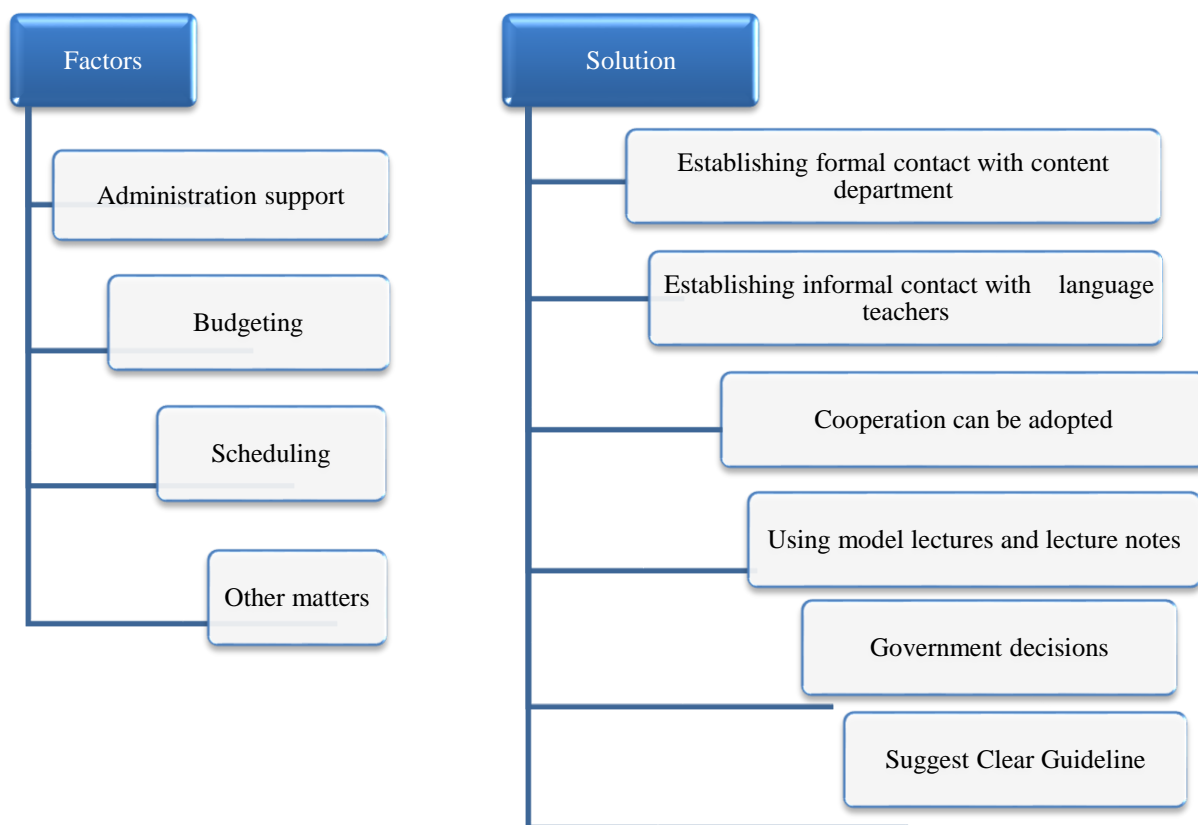 Factors
Administration support
Budgeting
Scheduling
Other matters
Solution
Establishing formal contact with content
department
Establishing informal contact with language
teachers
Cooperation can be adopted
Using model lectures and lecture notes
Government decisions
Suggest Clear Guideline